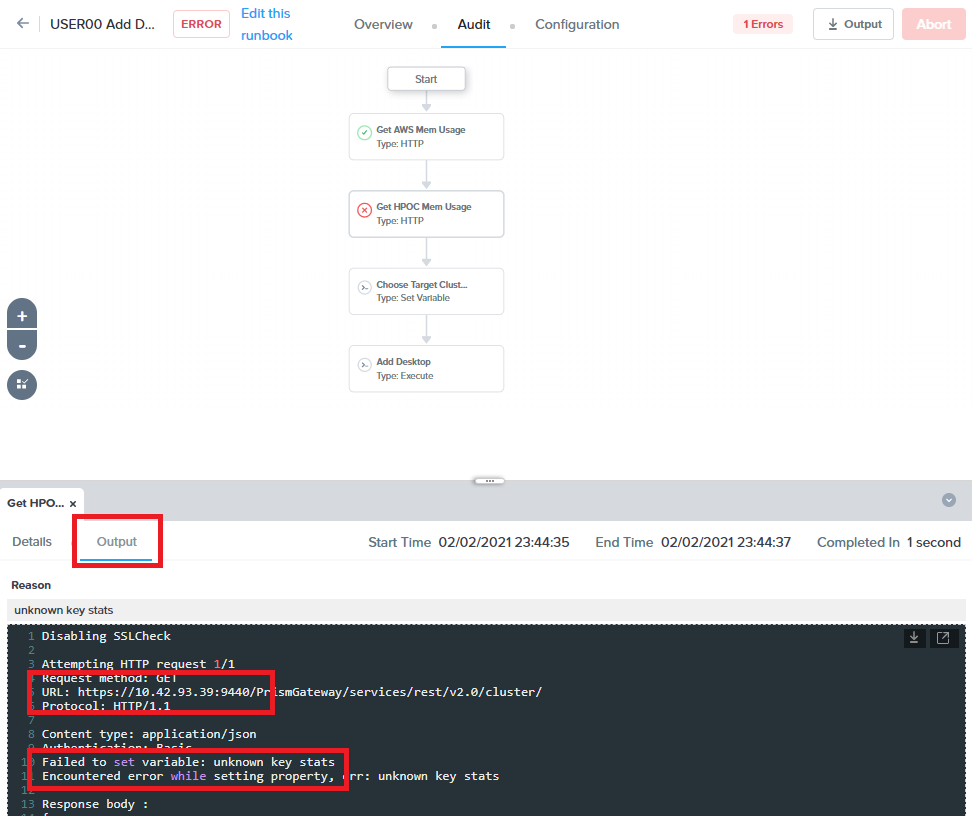 USER00 Add D...
ERROR
Edit this
runbook
Overview
Audit
Configuration
1 Errors
Output
Abort
Start
Get AWS Mem Usage
Type: HTTP
Get HPOC Mem Usage
Type: HTTP
Choose Target Clust...
Type: Set Variable
Add Desktop
Type: Execute
+
-
Get HPO... ×
Details
Output
Start Time 02/02/2021 23:44:35
End Time 02/02/2021 23:44:37
Completed In 1 second
Reason
unknown key stats
1 Disabling SSLCheck
2
3 Attempting HTTP request 1/1
4 Request method: GET
5 URL: https://10.42.93.39:9440/PrismGateway/services/rest/v2.0/cluster/
6 Protocol: HTTP/1.1
7
8 Content type: application/json
9 Authentication: Basic
10 Failed to set variable: unknown key stats
11 Encountered error while setting property, err: unknown key stats
12
13 Response body :
14 {